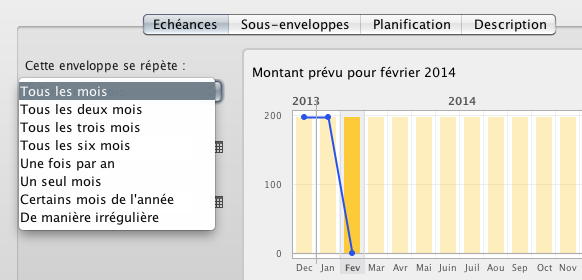 Echéances Sous-enveloppes Planification Description
Cette enveloppe se répète :
Tous les mois
Tous les deux mois
Tous les trois mois
Tous les six mois
Une fois par an
Un seul mois
Certains mois de l'année
De manière irrégulière
Montant prévu pour février 2014
2013 2014
200
100
0
Dec Jan Fev Mar Avr Mai Jui Jul Aou Sep Oct Nov